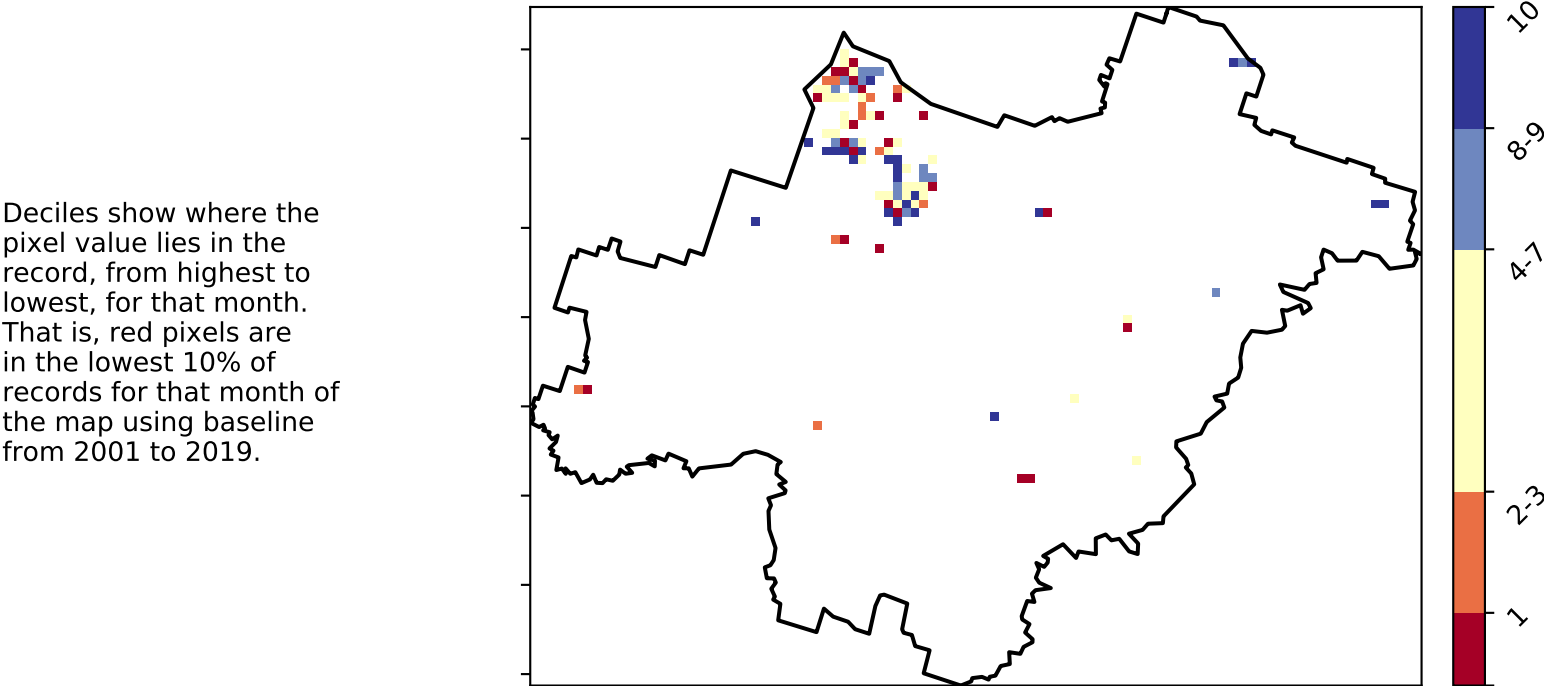 Deciles show where the
pixel value lies in the
record, from highest to
lowest, for that month.
That is, red pixels are
in the lowest 10% of
records for that month of
the map using baseline
from 2001 to 2019.
10
8-9
4-7
2-3
1